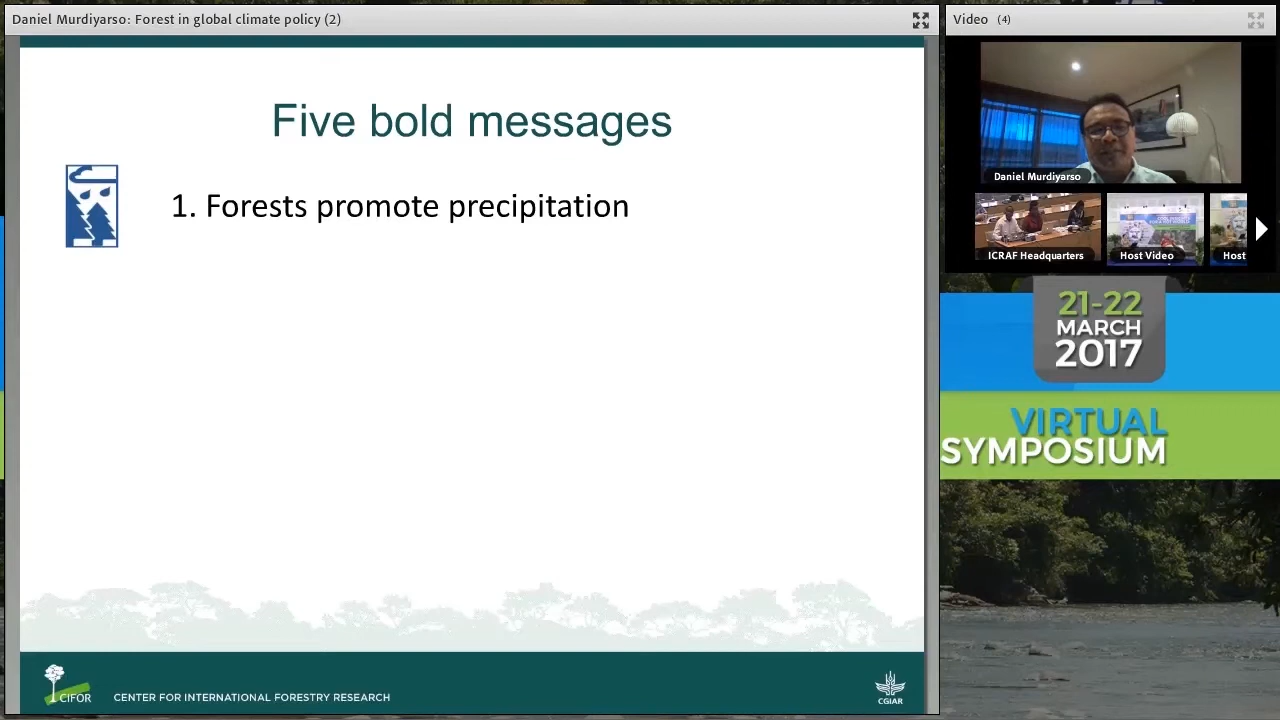 Daniel Murdiyarso: Forest in global climate policy (2)
Five bold messages
1. Forests promote precipitation
CIFOR
CENTER FOR INTERNATIONAL FORESTRY RESEARCH
CGIAR
Video (4)
Daniel Murdiyarso
ICRAF Headquarters
Host Video
Host
21-22
MARCH
2017
VIRTUAL
SYMPOSIUM